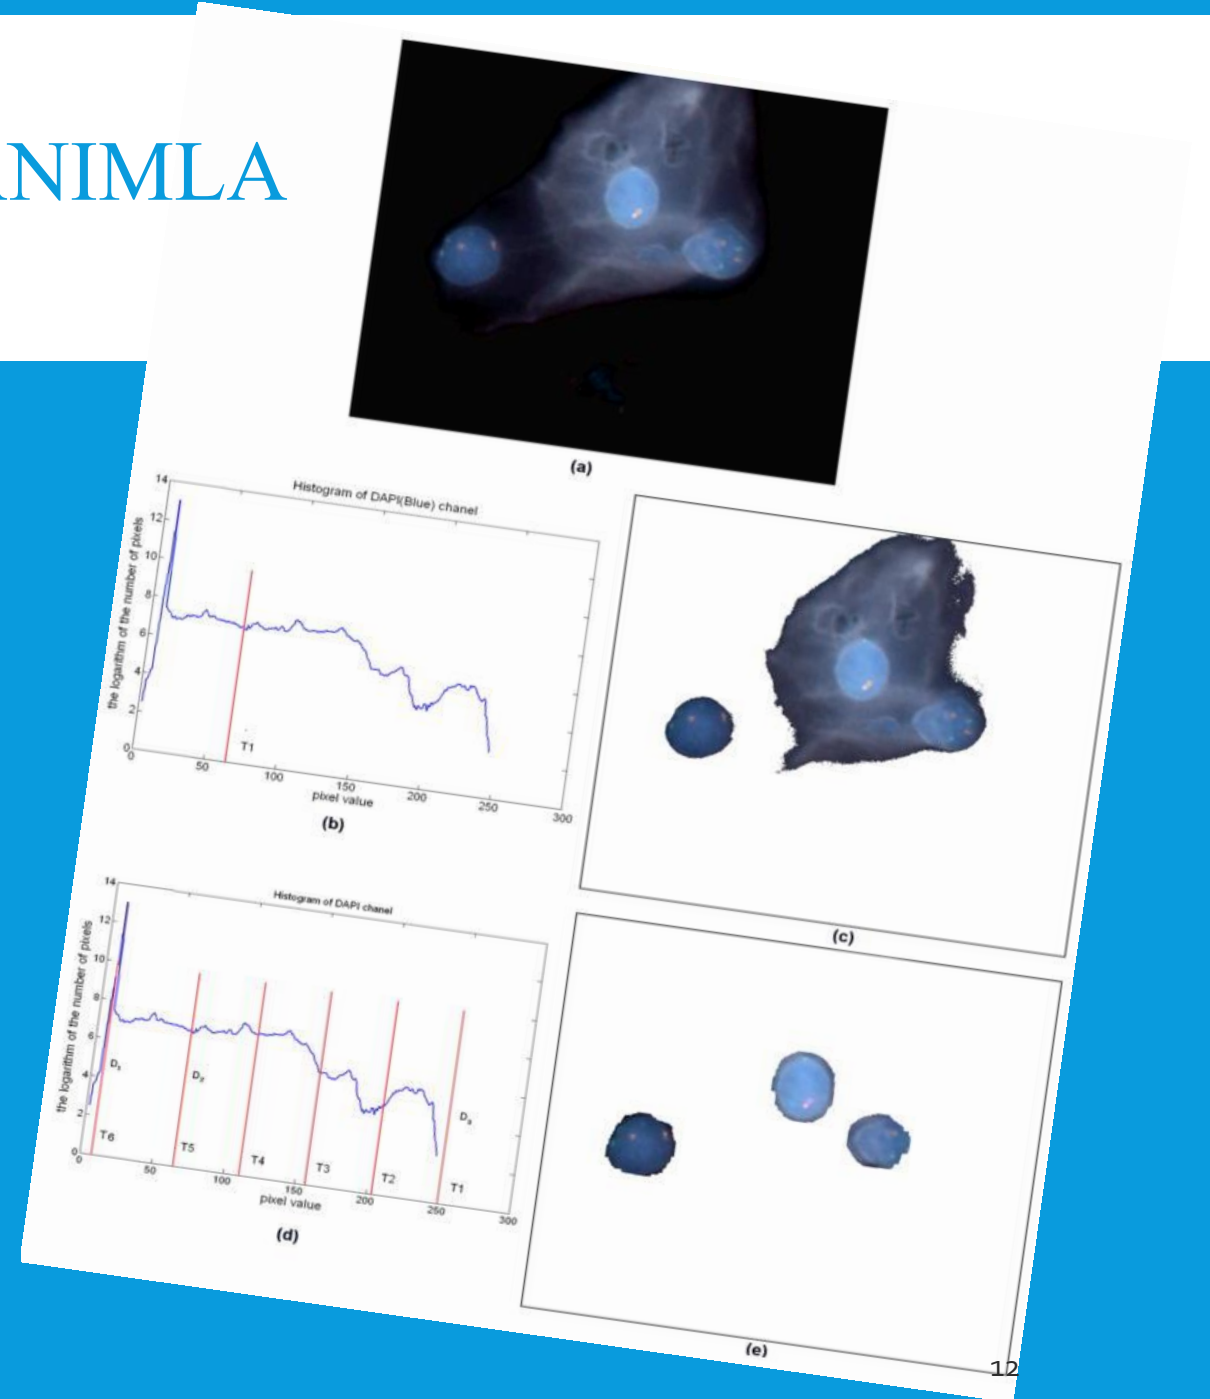 ANIMLA
(a)
Histogram of DAPI(Blue) chanel
the logarithm of the number of pixels
14
12
10
8
6
4
2
0
0
50
100
150
200
250
300
T1
pixel value
(b)
(c)
Histogram of DAPI chanel
the logarithm of the number of pixels
14
12
10
8
6
4
2
0
0
50
100
150
200
250
300
D₂
D₃
T6
T5
T4
T3
T2
T1
pixel value
(d)
(e)
12